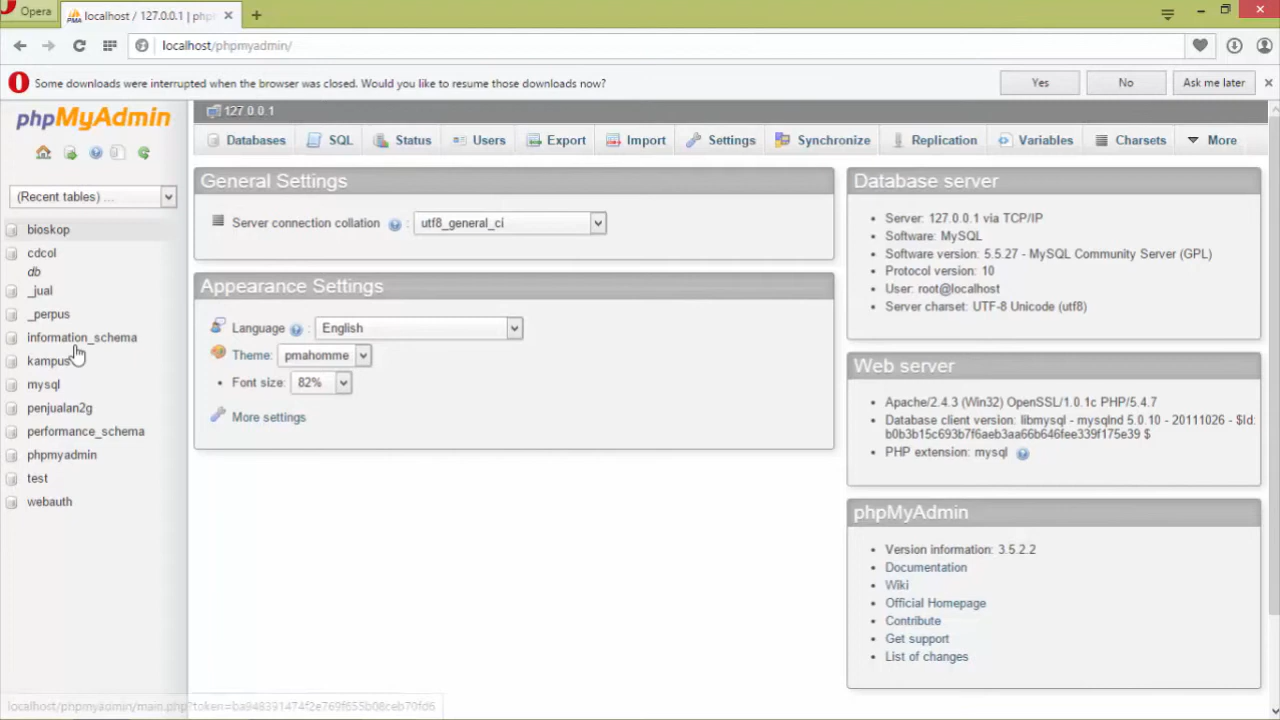 Opera
localhost / 127.0.0.1 | php
localhost/phpmyadmin/
Some downloads were interrupted when the browser was closed. Would you like to resume those downloads now?
Yes
No
Ask me later
phpMyAdmin
127.0.0.1
Databases
SQL
Status
Users
Export
Import
Settings
Synchronize
Replication
Variables
Charsets
More
(Recent tables) ...
bioskop
cdcol
db
_jual
_perpus
information_schema
kampus
mysql
penjualan2g
performance_schema
phpmyadmin
test
webauth
General Settings
Server connection collation : utf8_general_ci
Appearance Settings
Language : English
Theme: pmahomme
Font size: 82%
More settings
Database server
Server: 127.0.0.1 via TCP/IP
Software: MySQL
Software version: 5.5.27 - MySQL Community Server (GPL)
Protocol version: 10
User: root@localhost
Server charset: UTF-8 Unicode (utf8)
Web server
Apache/2.4.3 (Win32) OpenSSL/1.0.1c PHP/5.4.7
Database client version: libmysql - mysqlnd 5.0.10 - 20111026 - $Id:
b0b3b15c693b7f6aeb3aa66b646fee339f175e39 $
PHP extension: mysql
phpMyAdmin
Version information: 3.5.2.2
Documentation
Wiki
Official Homepage
Contribute
Get support
List of changes
localhost/phpmyadmin/main.php?token=ba948391474f2e769f655b08ceb70fd6